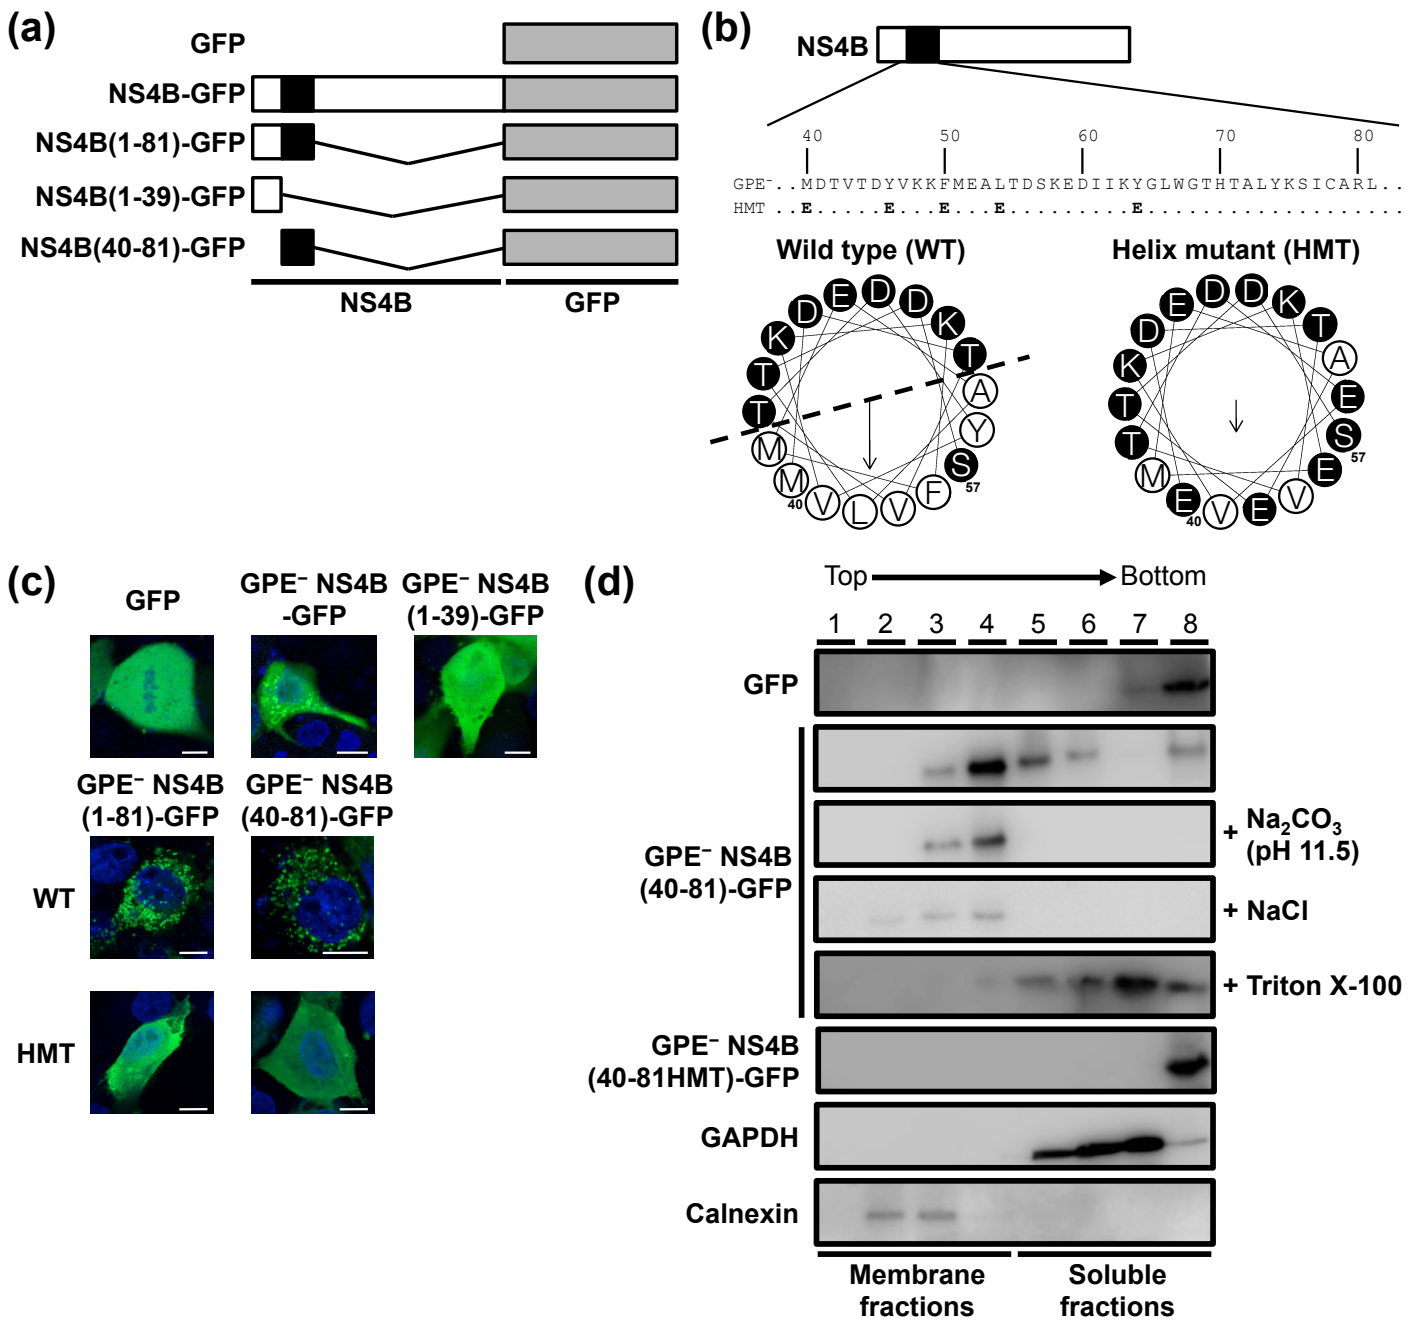 (a)
GFP
NS4B-GFP
NS4B(1-81)-GFP
NS4B(1-39)-GFP
NS4B(40-81)-GFP
NS4B GFP
(b)
NS4B
40 50 60 70 80
GPE⁻ ..MDTVTDYVKKFMEALTDSKEDIIKYGLWGTHTALYKSICARL..
HMT ..E.....E...E...E.........E...................
Wild type (WT) Helix mutant (HMT)
T T K D E D D K T A Y S F V L V M M
57
40
T T K D E D D K T A E S E V E V E M
57
40
(c)
GFP
GPE⁻ NS4B
-GFP
GPE⁻ NS4B
(1-39)-GFP
GPE⁻ NS4B
(1-81)-GFP
GPE⁻ NS4B
(40-81)-GFP
WT
HMT
(d)
Top Bottom
1 2 3 4 5 6 7 8
GFP
GPE⁻ NS4B
(40-81)-GFP
+ Na₂CO₃
(pH 11.5)
+ NaCl
+ Triton X-100
GPE⁻ NS4B
(40-81HMT)-GFP
GAPDH
Calnexin
Membrane
fractions
Soluble
fractions